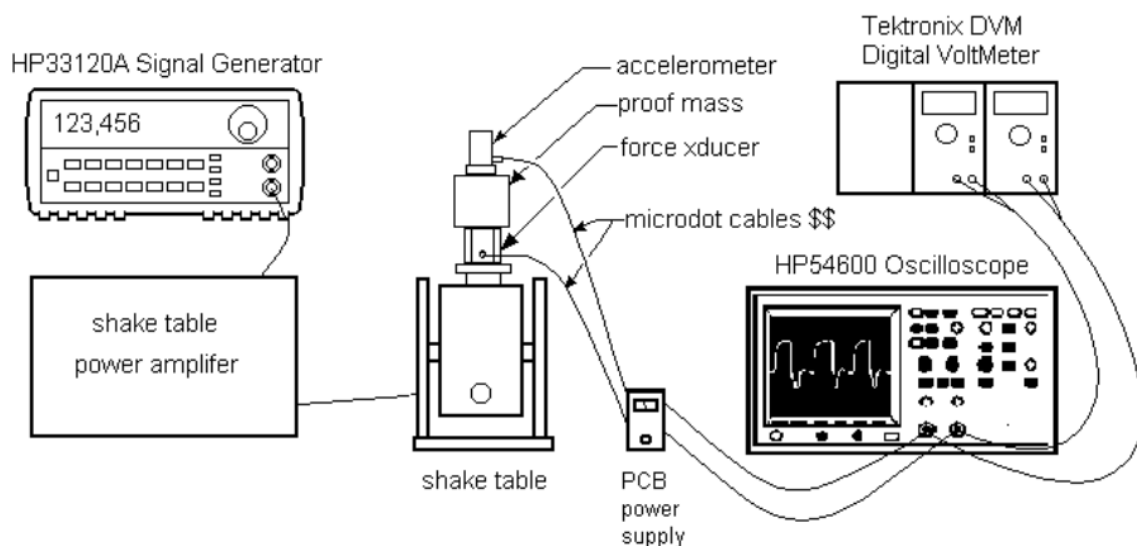 HP33120A Signal Generator
123,456
shake table
power amplifer
accelerometer
proof mass
force xducer
microdot cables $$
shake table
PCB
power
supply
Tektronix DVM
Digital VoltMeter
HP54600 Oscilloscope